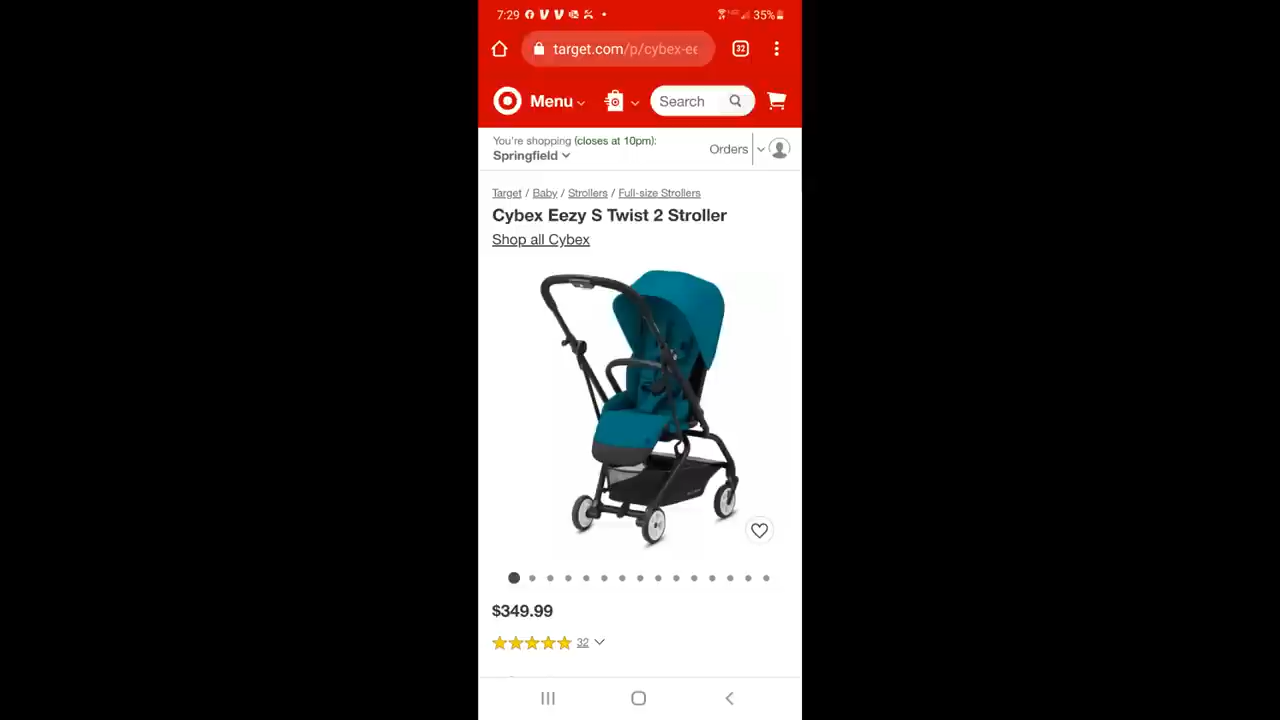 7:29 35%
target.com/p/cybex-ee 32
Menu Search
You're shopping (closes at 10pm):
Springfield Orders
Target / Baby / Strollers / Full-size Strollers
Cybex Eezy S Twist 2 Stroller
Shop all Cybex
$349.99
32